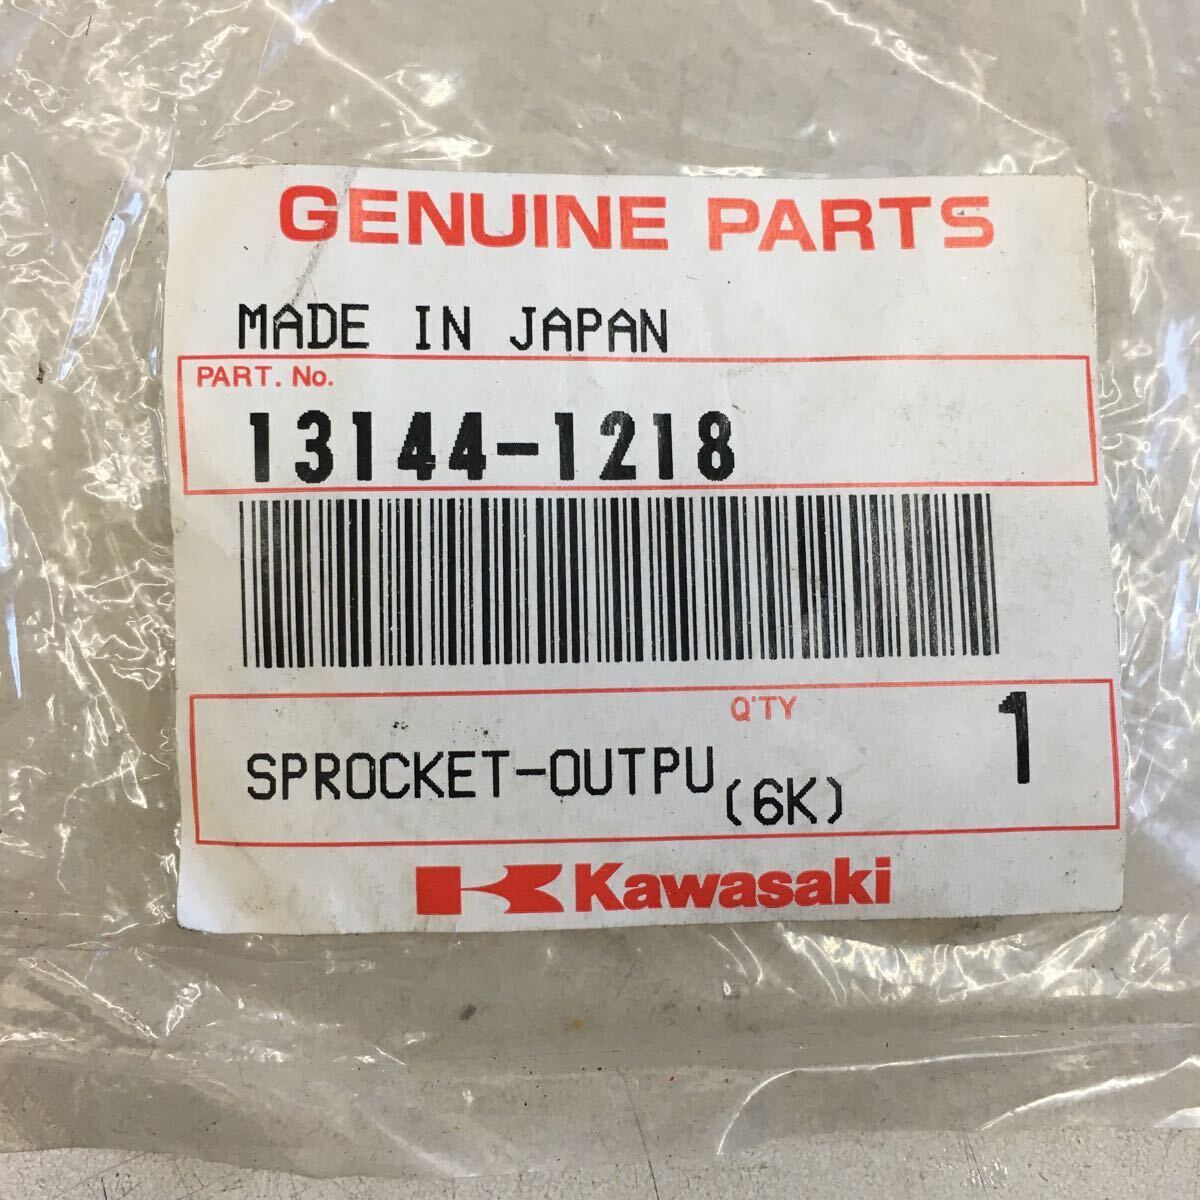 GENUINE PARTS
MADE IN JAPAN
PART. No.
13144-1218
Q'TY
1
SPROCKET-OUTPU
(6K)
Kawasaki